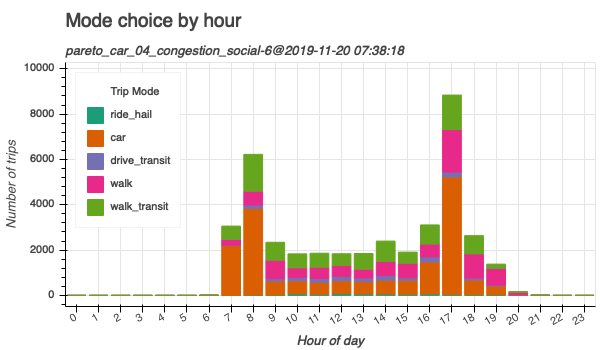 Mode choice by hour
pareto_car_04_congestion_social-6@2019-11-20 07:38:18
10000
8000
6000
4000
2000
0
Number of trips
Trip Mode
ride_hail
car
drive_transit
walk
walk_transit
0 1 2 3 4 5 6 7 8 9 10 11 12 13 14 15 16 17 18 19 20 21 22 23
Hour of day